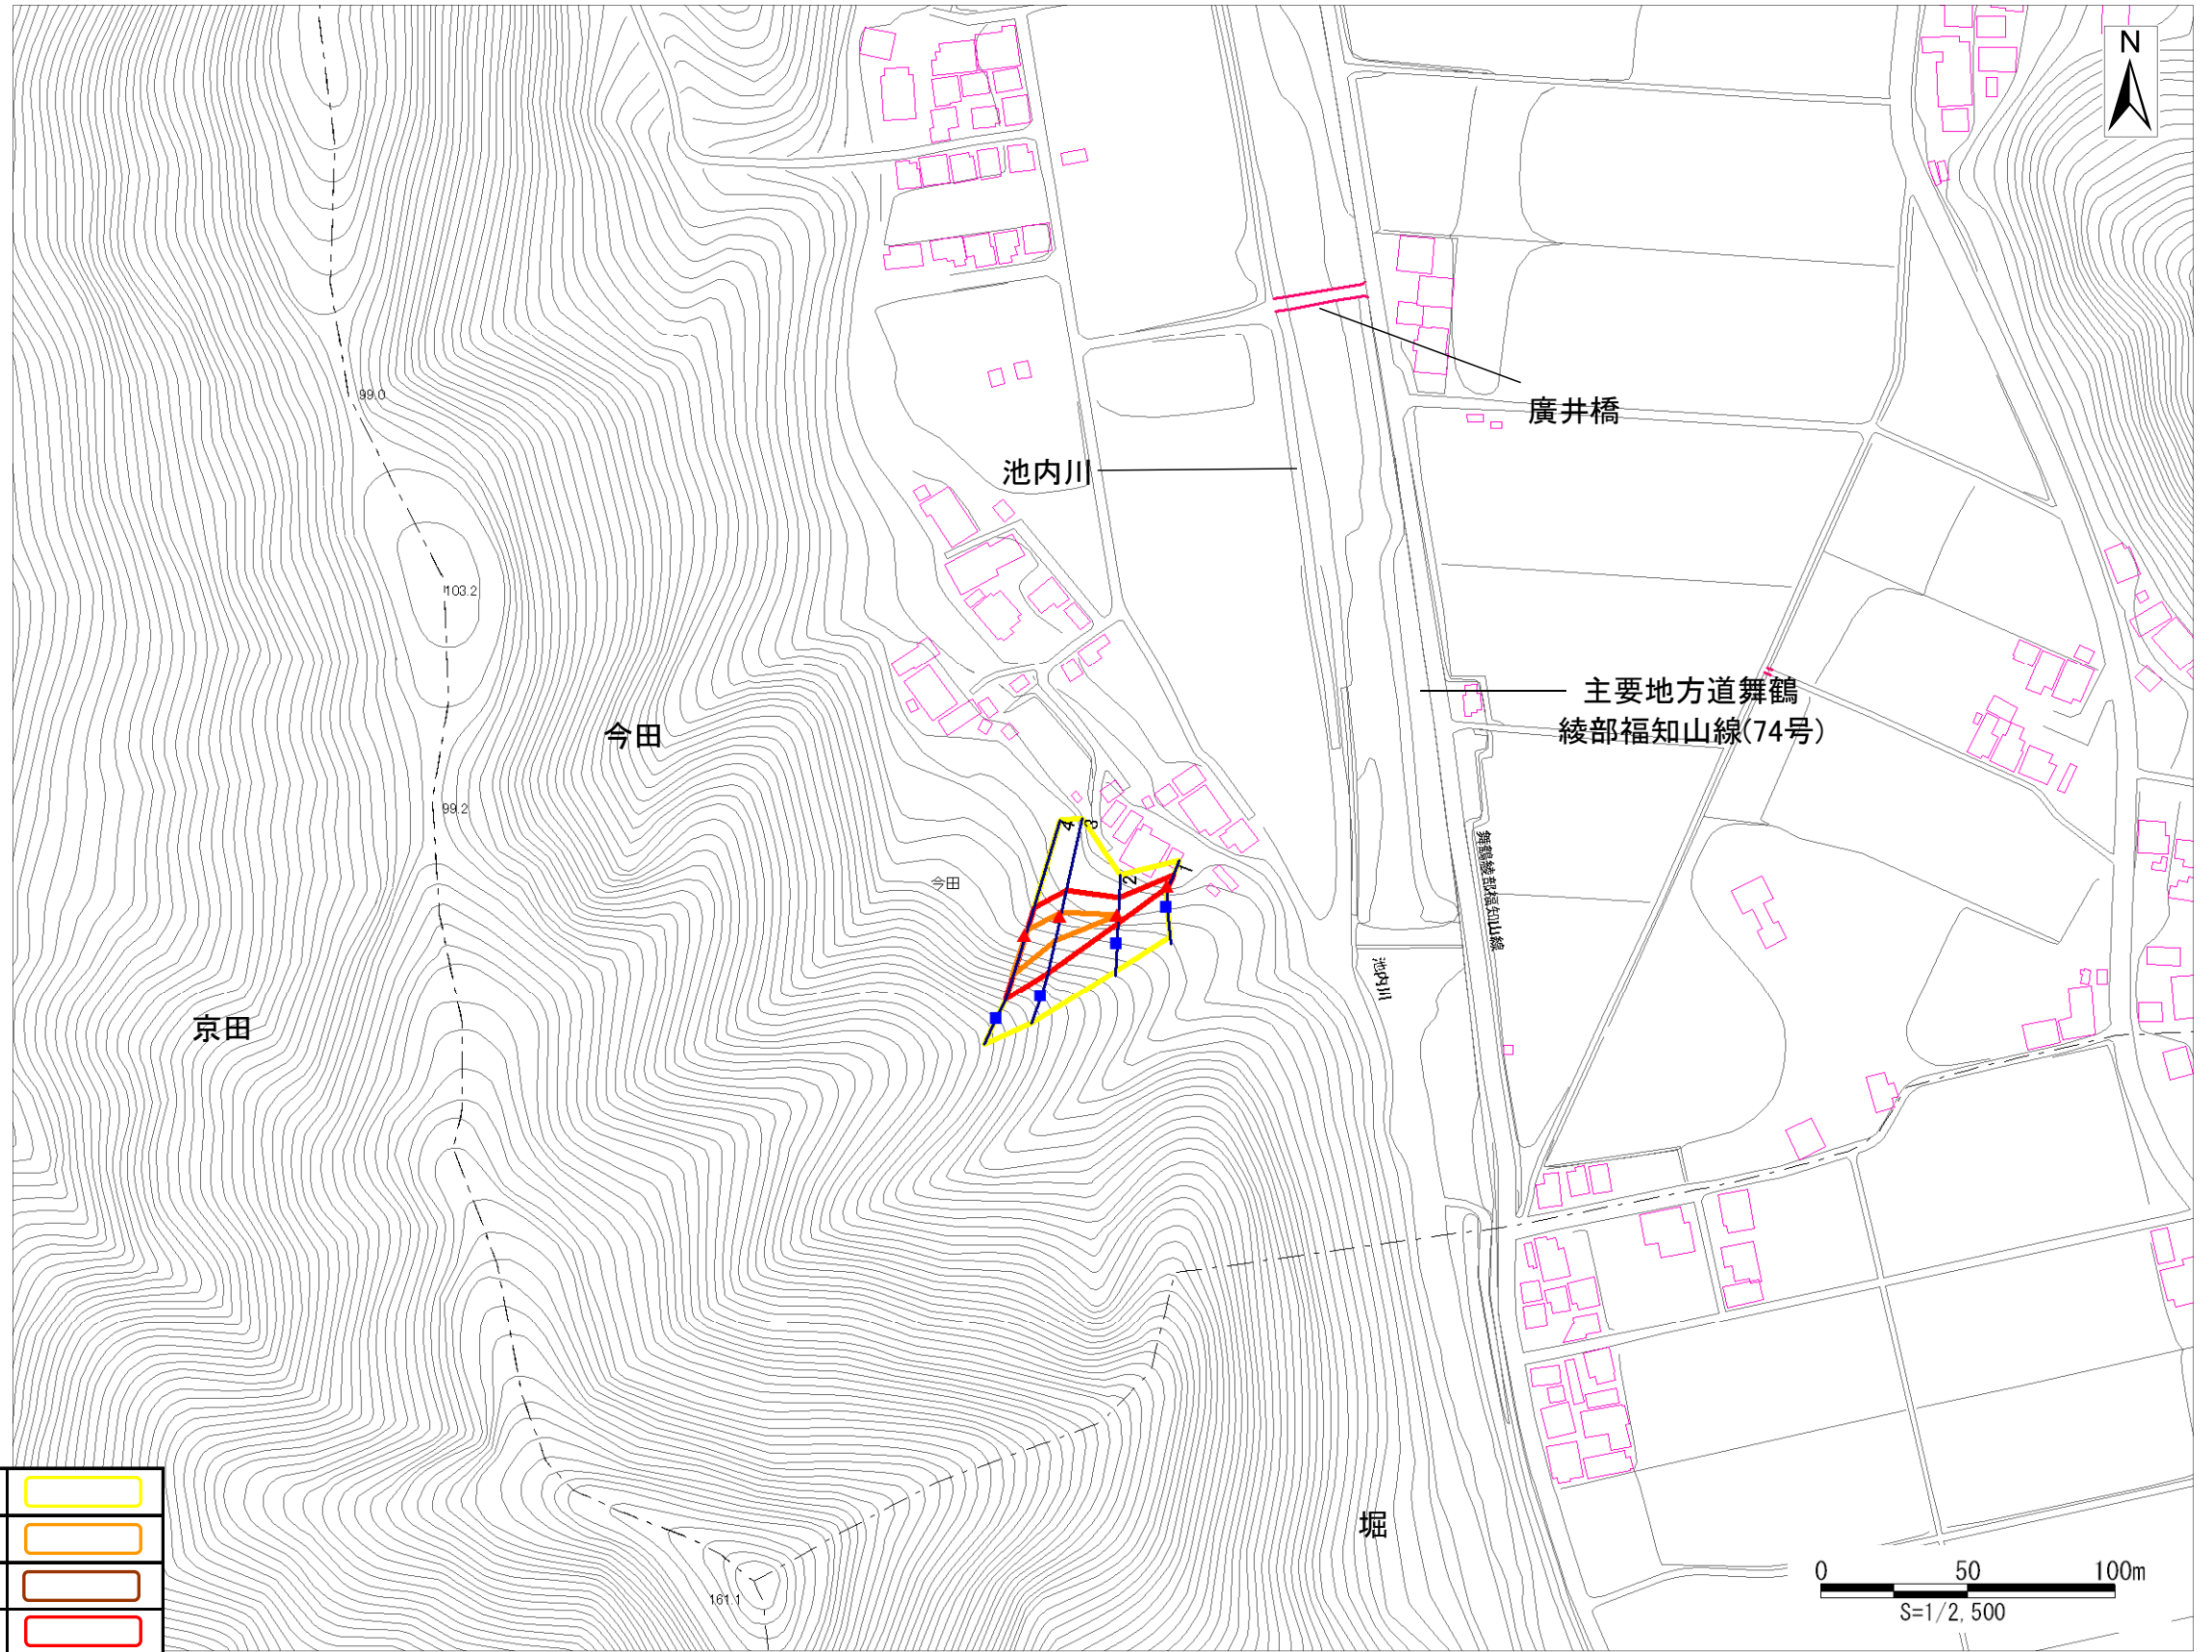 N
99.0
廣井橋
池内川
103.2
主要地方道舞鶴
綾部福知山線(74号)
今田
99.2
4
3
2
1
今田
舞鶴綾部福知山線
池内川
京田
堀
161.1
0 50 100m
S=1/2,500